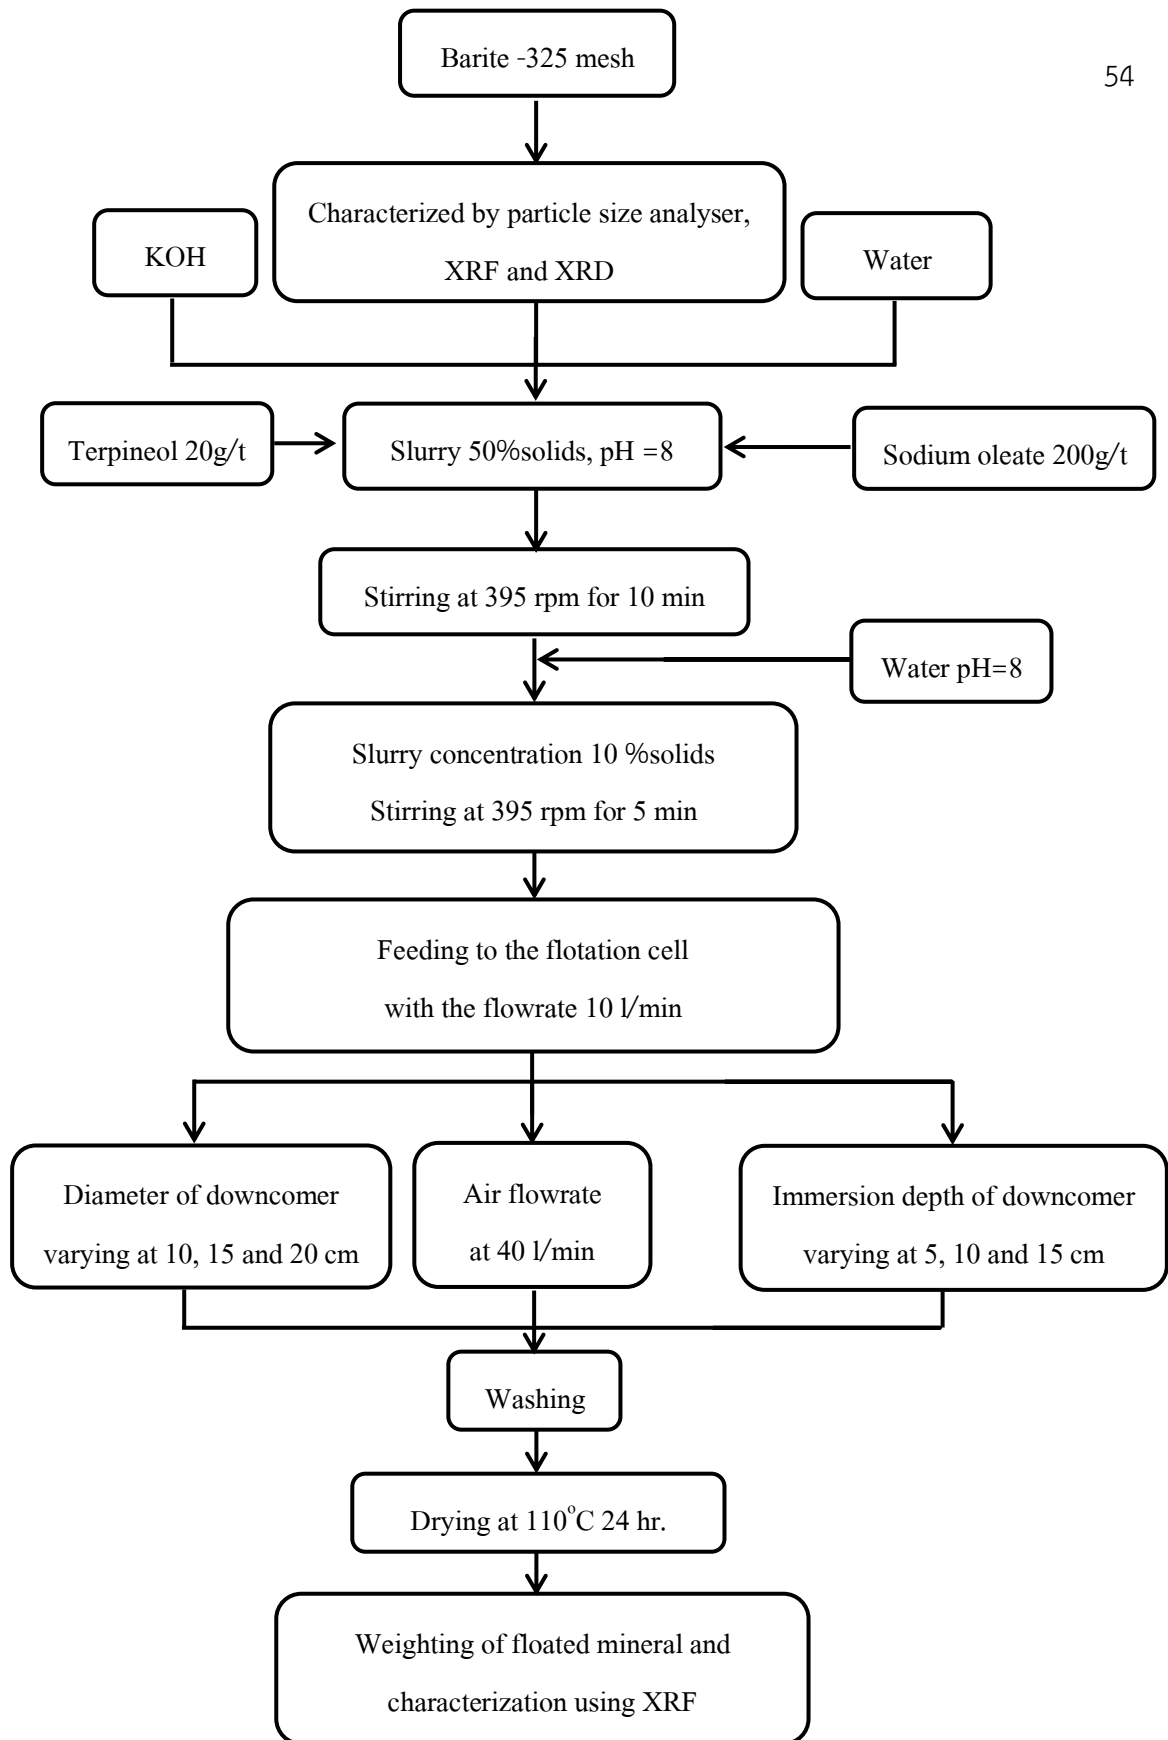 54
Barite -325 mesh
Characterized by particle size analyser,
XRF and XRD
KOH
Water
Terpineol 20g/t
Slurry 50%solids, pH =8
Sodium oleate 200g/t
Stirring at 395 rpm for 10 min
Water pH=8
Slurry concentration 10 %solids
Stirring at 395 rpm for 5 min
Feeding to the flotation cell
with the flowrate 10 l/min
Diameter of downcomer
varying at 10, 15 and 20 cm
Air flowrate
at 40 l/min
Immersion depth of downcomer
varying at 5, 10 and 15 cm
Washing
Drying at 110°C 24 hr.
Weighting of floated mineral and
characterization using XRF